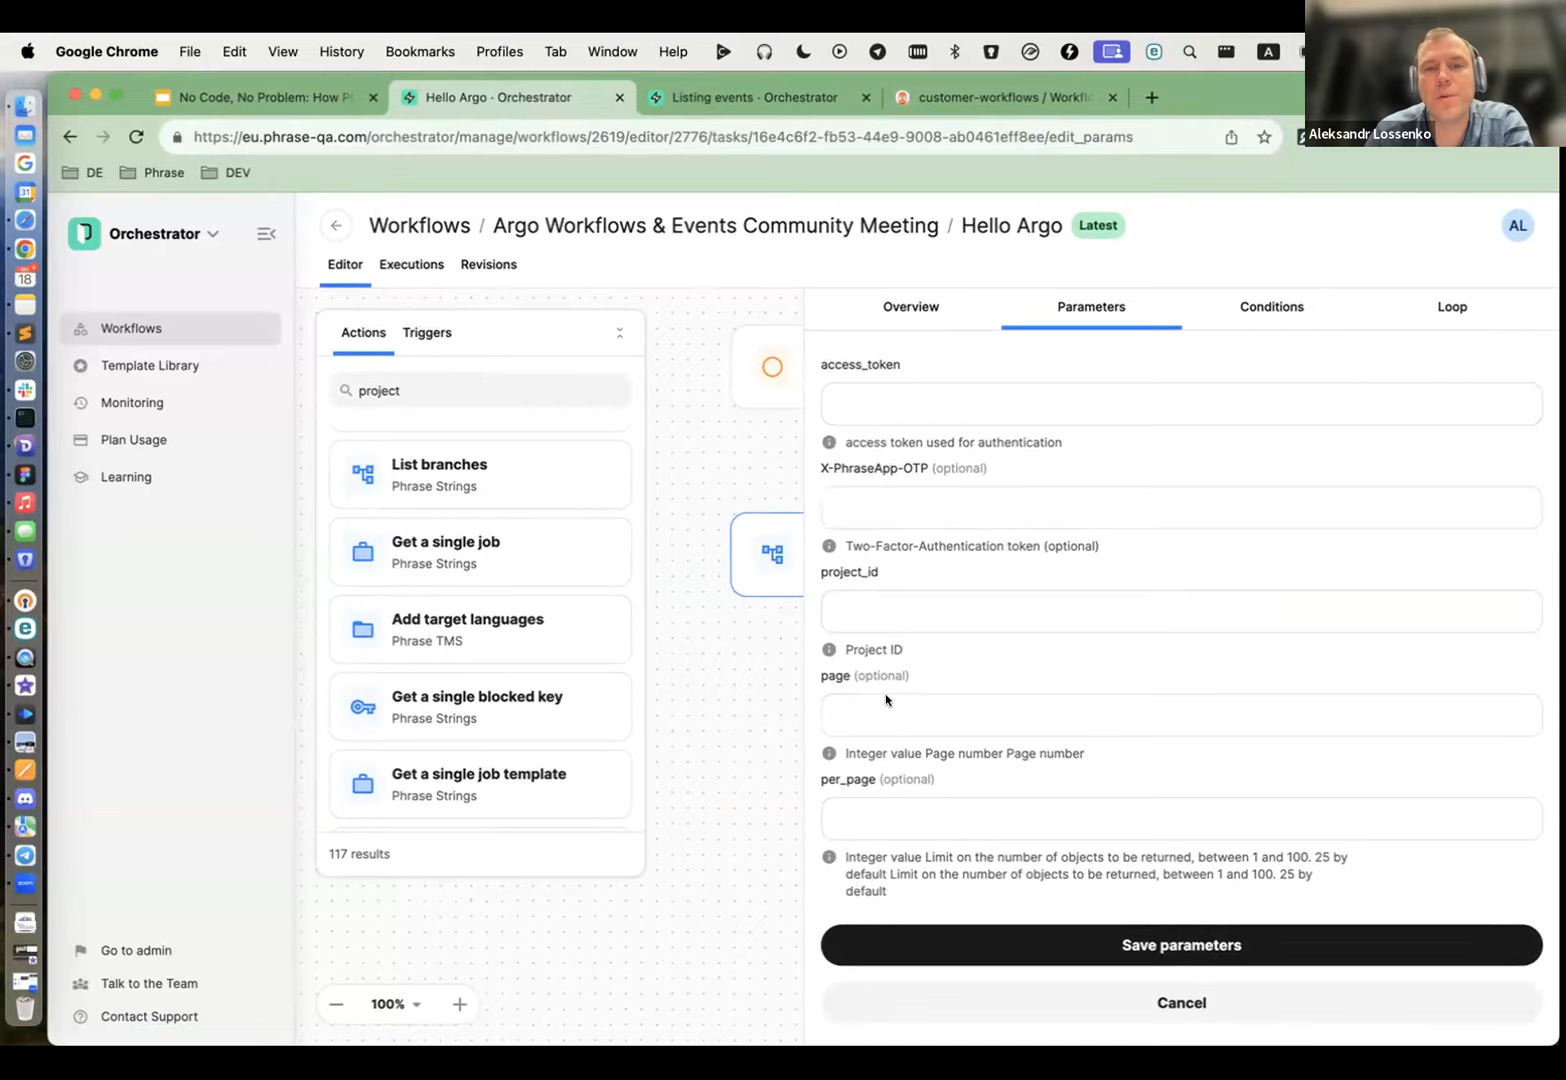 Google Chrome File Edit View History Bookmarks Profiles Tab Window Help A
Aleksandr Lossenko
No Code, No Problem: How P
Hello Argo · Orchestrator
Listing events · Orchestrator
customer-workflows / Workflo
https://eu.phrase-qa.com/orchestrator/manage/workflows/2619/editor/2776/tasks/16e4c6f2-fb53-44e9-9008-ab0461eff8ee/edit_params
DE Phrase DEV
Orchestrator
Workflows / Argo Workflows & Events Community Meeting / Hello Argo Latest
AL
Editor Executions Revisions
Workflows
Template Library
Monitoring
Plan Usage
Learning
Go to admin
Talk to the Team
Contact Support
Actions Triggers
project
List branches
Phrase Strings
Get a single job
Phrase Strings
Add target languages
Phrase TMS
Get a single blocked key
Phrase Strings
Get a single job template
Phrase Strings
117 results
100%
Overview Parameters Conditions Loop
access_token
access token used for authentication
X-PhraseApp-OTP (optional)
Two-Factor-Authentication token (optional)
project_id
Project ID
page (optional)
Integer value Page number Page number
per_page (optional)
Integer value Limit on the number of objects to be returned, between 1 and 100. 25 by
default Limit on the number of objects to be returned, between 1 and 100. 25 by
default
Save parameters
Cancel
18